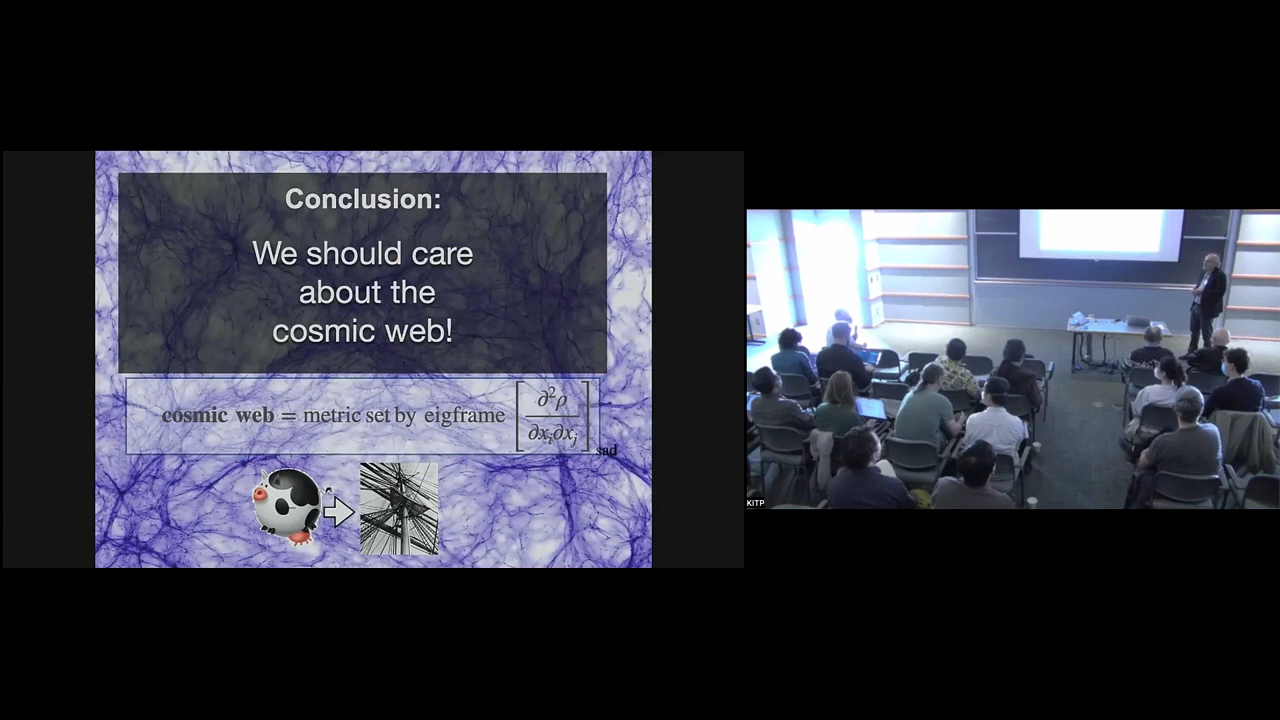 Conclusion:
We should care
about the
cosmic web!
cosmic web = metric set by eigframe [∂²ρ/∂xᵢ∂xⱼ]sad
KITP